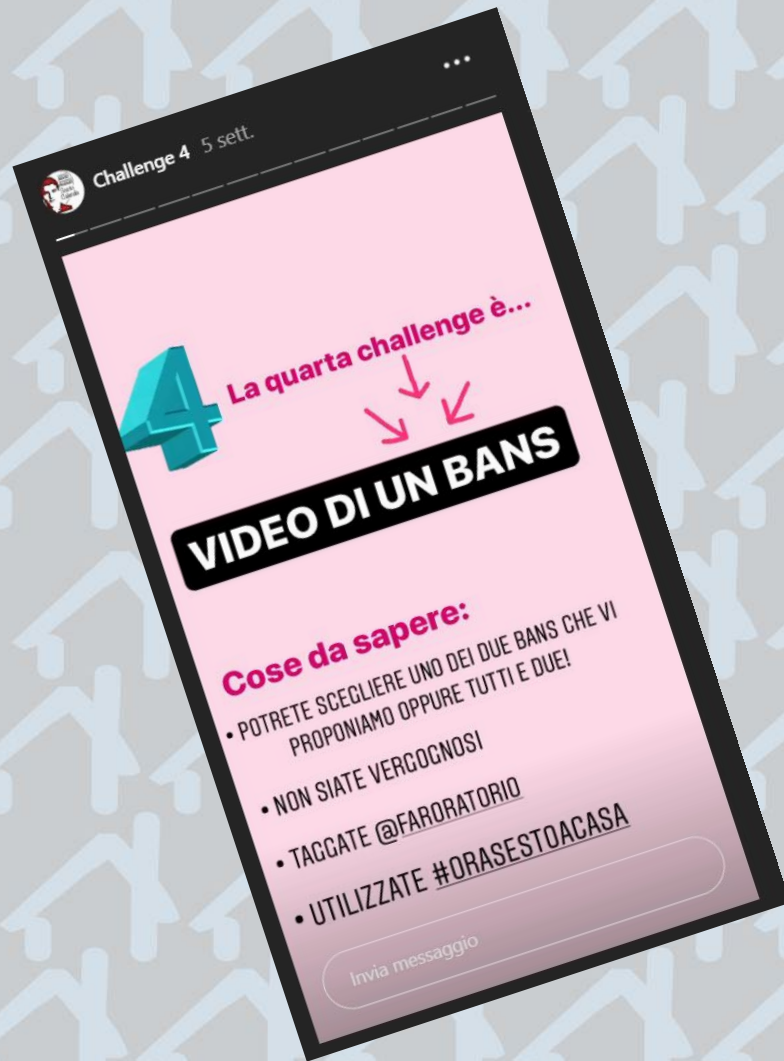 Challenge 4 5 sett.
4
La quarta challenge è...
VIDEO DI UN BANS
Cose da sapere:
• POTRETE SCEGLIERE UNO DEI DUE BANS CHE VI
PROPONIAMO OPPURE TUTTI E DUE!
• NON SIATE VERGOGNOSI
• TAGGATE @FARORATORIO
• UTILIZZATE #ORASESTOACASA
Invia messaggio